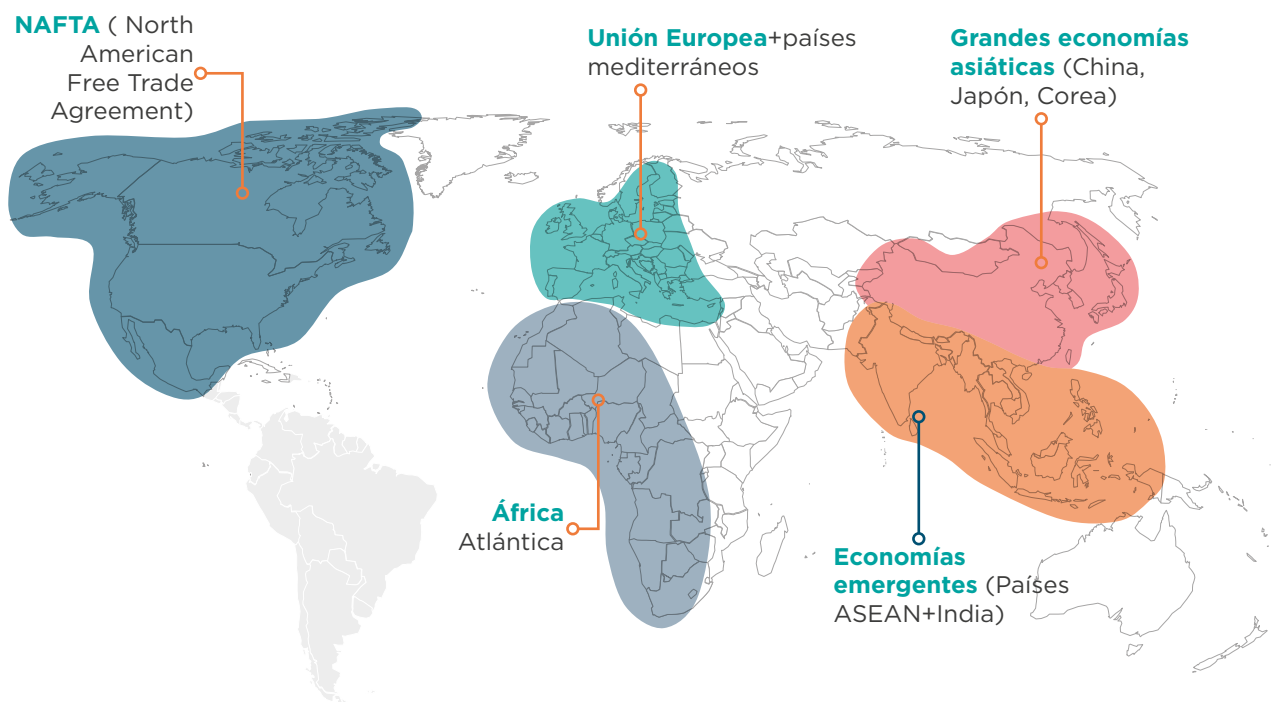 NAFTA ( North
American
Free Trade
Agreement)
Unión Europea+países
mediterráneos
Grandes economías
asiáticas (China,
Japón, Corea)
África
Atlántica
Economías
emergentes (Países
ASEAN+India)